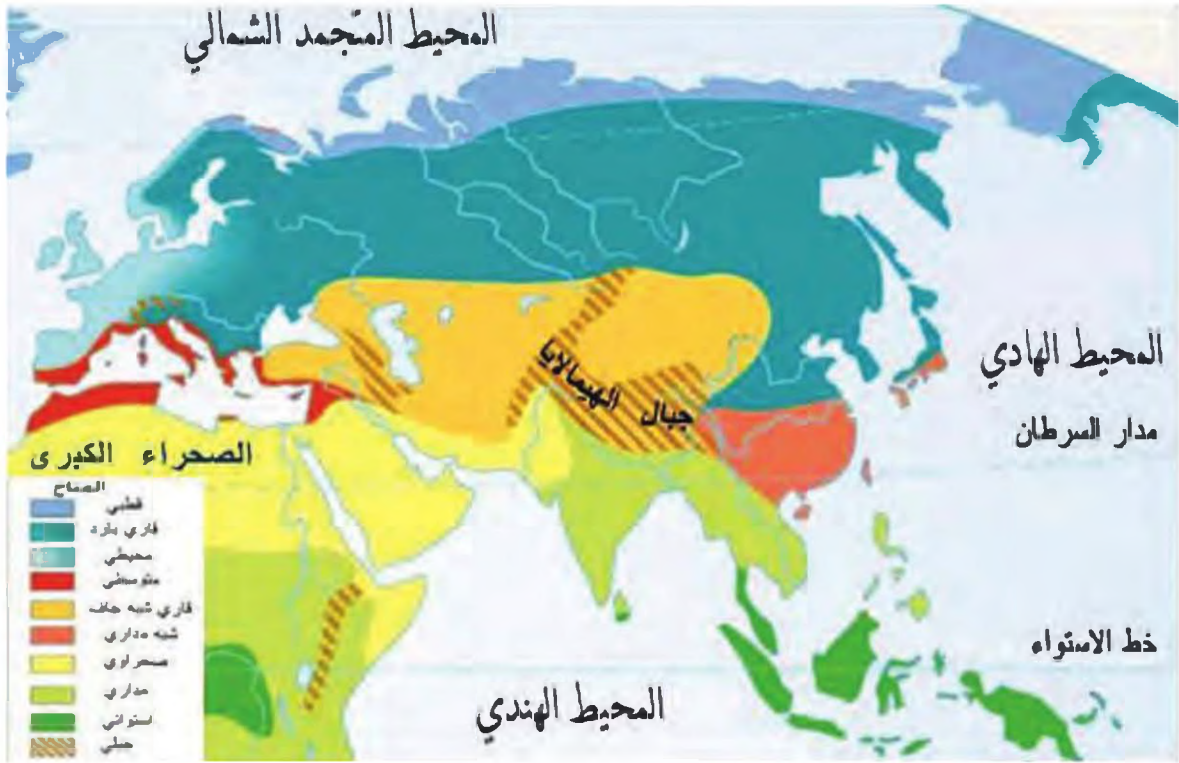 المحيط المتجمد الشمالي
المحيط الهادي
جبال الهيمالايا
مدار السرطان
الصحراء الكبرى
خط الاستواء
المحيط الهندي
المناخ
قطبي
قاري بارد
محيطي
متوسطي
قاري شبه جاف
شبه مداري
صحراوي
مداري
استوائي
جبلي